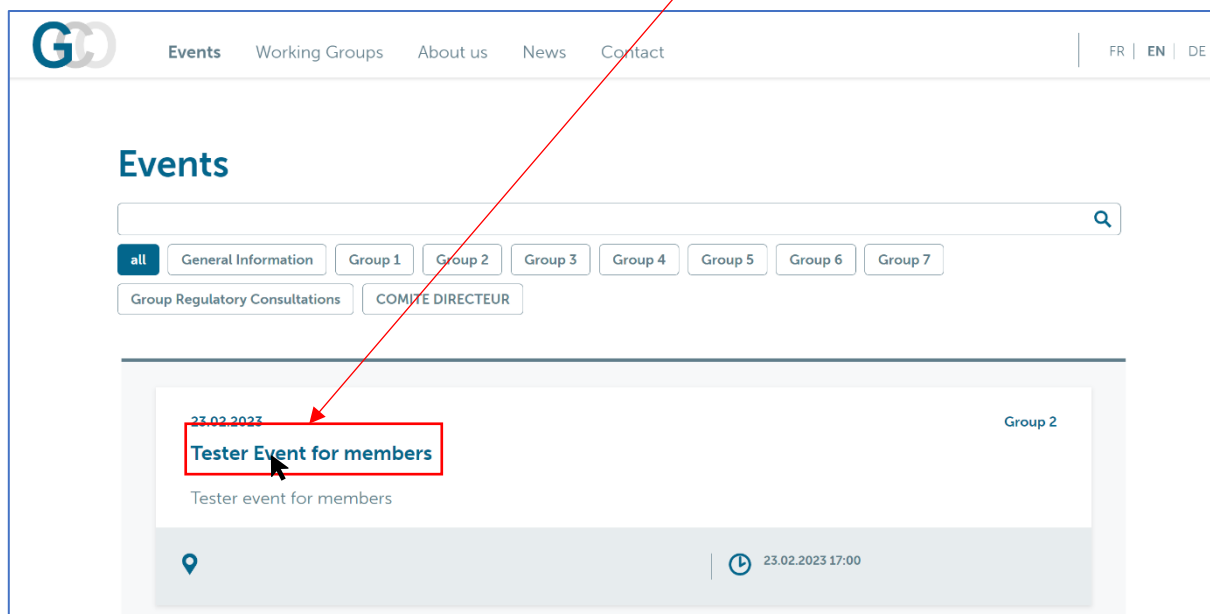 GCO
Events Working Groups About us News Contact FR | EN | DE
Events
all General Information Group 1 Group 2 Group 3 Group 4 Group 5 Group 6 Group 7
Group Regulatory Consultations COMITE DIRECTEUR
23.02.2023 Group 2
Tester Event for members
Tester event for members
23.02.2023 17:00